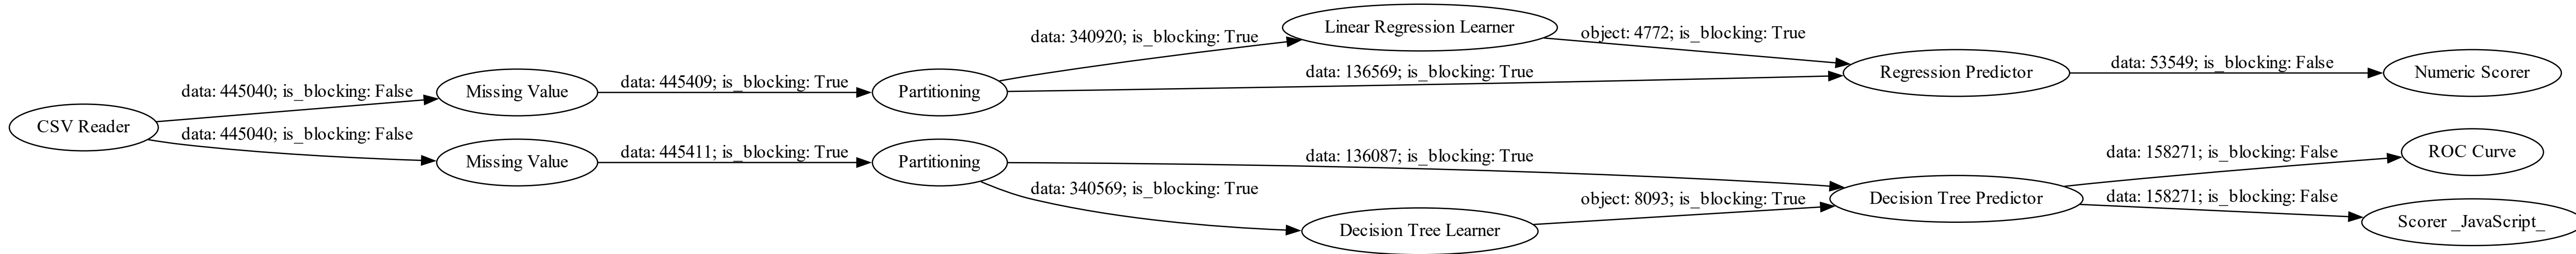 CSV Reader
data: 445040; is_blocking: False
data: 445040; is_blocking: False
Missing Value
Missing Value
data: 445409; is_blocking: True
data: 445411; is_blocking: True
Partitioning
Partitioning
data: 340920; is_blocking: True
data: 136569; is_blocking: True
data: 136087; is_blocking: True
data: 340569; is_blocking: True
Linear Regression Learner
Decision Tree Learner
object: 4772; is_blocking: True
object: 8093; is_blocking: True
Regression Predictor
Decision Tree Predictor
data: 53549; is_blocking: False
data: 158271; is_blocking: False
data: 158271; is_blocking: False
Numeric Scorer
ROC Curve
Scorer _JavaScript_